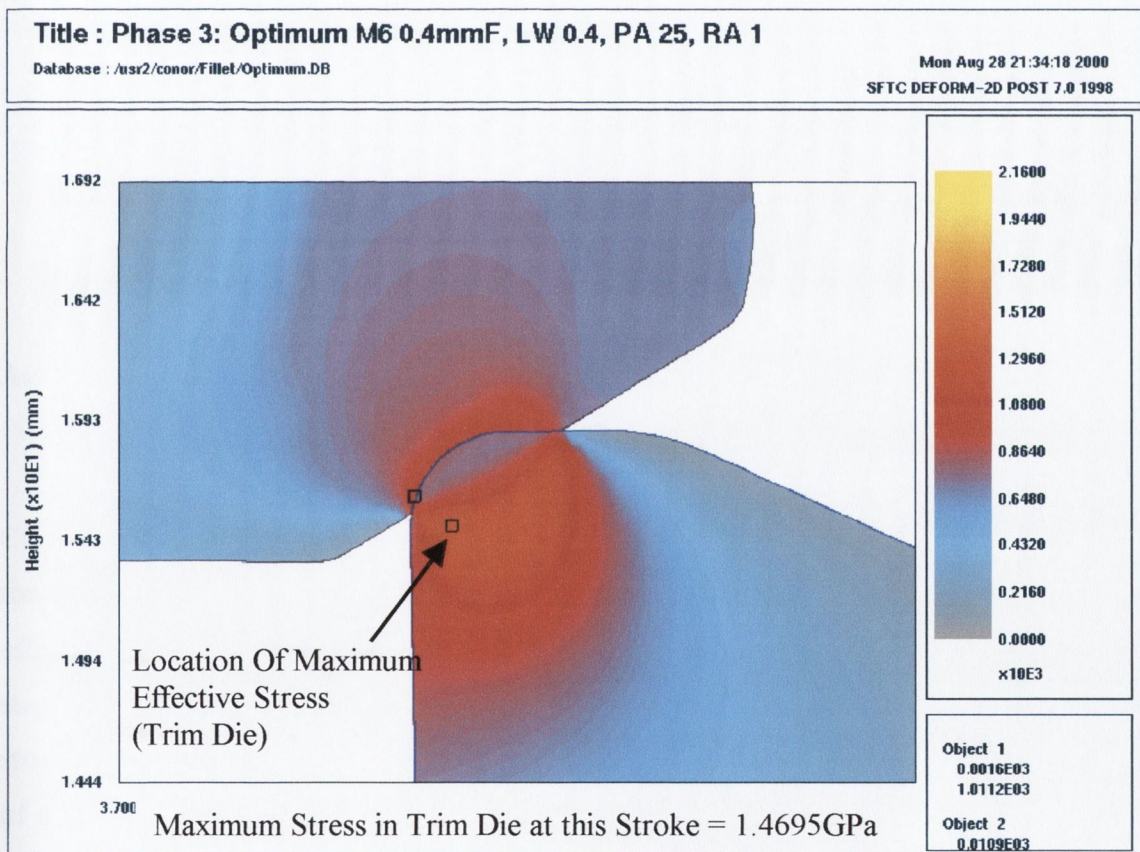 Title : Phase 3: Optimum M6 0.4mmF, LW 0.4, PA 25, RA 1
Database : /usr2/conor/Fillet/Optimum.DB
Mon Aug 28 21:34:18 2000
SFTC DEFORM-2D POST 7.0 1998
Height (x10E1) (mm)
1.692
1.642
1.593
1.543
1.494
1.444
3.700
Location Of Maximum
Effective Stress
(Trim Die)
Maximum Stress in Trim Die at this Stroke = 1.4695GPa
2.1600
1.9440
1.7280
1.5120
1.2960
1.0800
0.8640
0.6480
0.4320
0.2160
0.0000
x10E3
Object 1
0.0016E03
1.0112E03
Object 2
0.0109E03